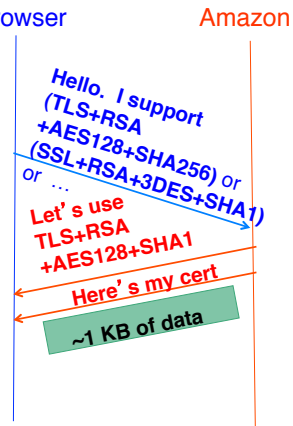 rowser
Amazon
Hello. I support
(TLS+RSA
+AES128+SHA256) or
(SSL+RSA+3DES+SHA1)
or …
Let’s use
TLS+RSA
+AES128+SHA1
Here’s my cert
~1 KB of data